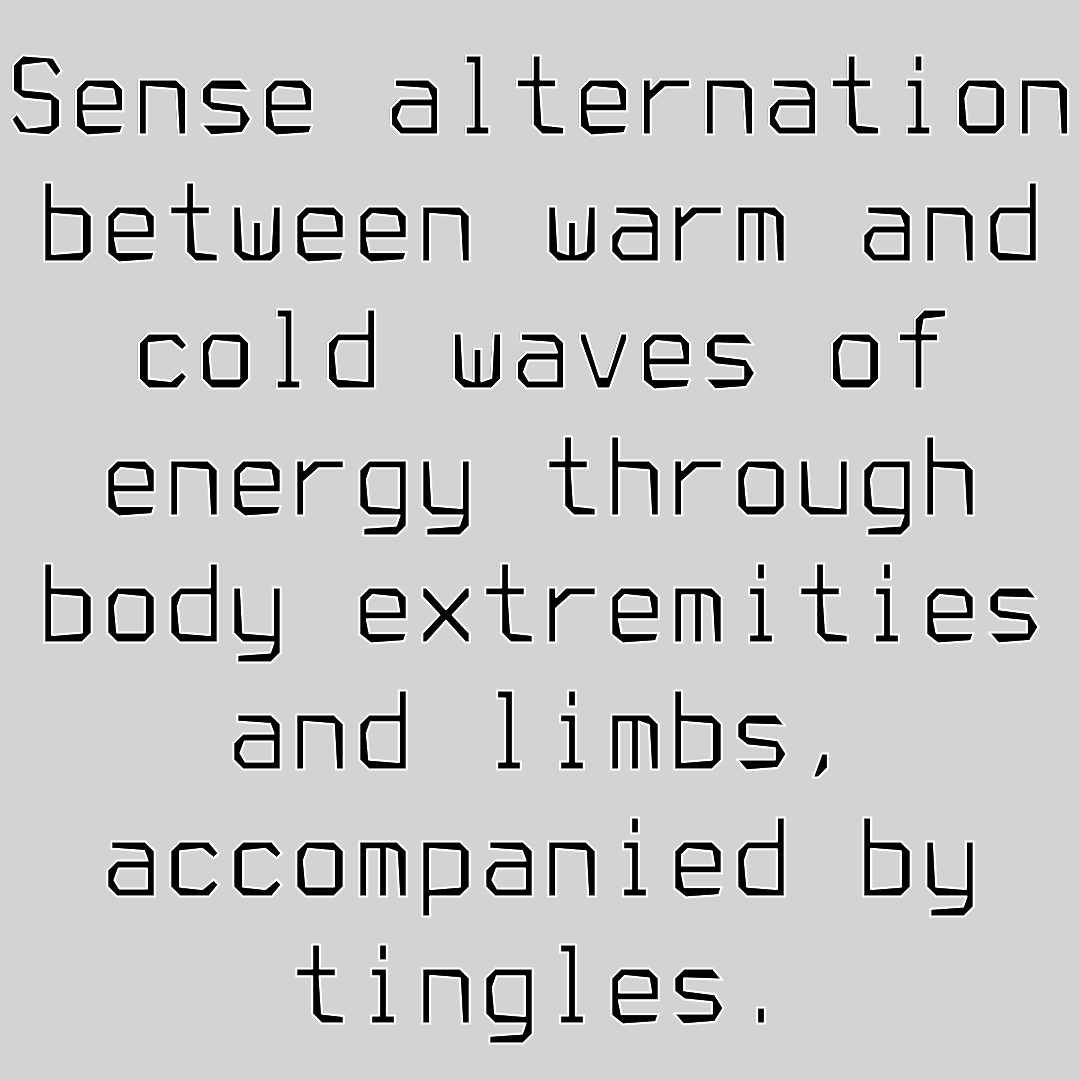 Sense alternation
between warm and
cold waves of
energy through
body extremities
and limbs,
accompanied by
tingles.